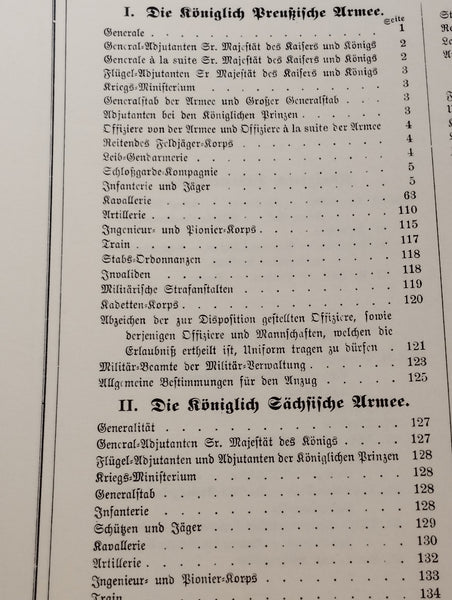 I. Die Königlich Preußische Armee.
Seite
Generale . . . . . . . . . . 1
General-Adjutanten Sr. Majestät des Kaisers und Königs 2
Generale à la suite Sr. Majestät des Kaisers und Königs 2
Flügel-Adjutanten Sr Majestät des Kaisers und Königs 3
Kriegs-Ministerium . . . . . . . . 3
Generalstab der Armee und Großer Generalstab . . . 3
Adjutanten bei den Königlichen Prinzen . . . . 3
Offiziere von der Armee und Offiziere à la suite der Armee 4
Reitendes Feldjäger-Korps . . . . . . . 4
Leib-Gendarmerie . . . . . . . . 4
Schloßgarde-Kompagnie . . . . . . . 5
Infanterie und Jäger . . . . . . . . 5
Kavallerie . . . . . . . . . . 63
Artillerie . . . . . . . . . . 110
Ingenieur- und Pionier-Korps . . . . . . 115
Train . . . . . . . . . . . 117
Stabs-Ordonnanzen . . . . . . . . 118
Invaliden . . . . . . . . . . 118
Militärische Strafanstalten . . . . . . . 119
Kadetten-Korps . . . . . . . . . 120
Abzeichen der zur Disposition gestellten Offiziere, sowie
derjenigen Offiziere und Mannschaften, welchen die
Erlaubniß ertheilt ist, Uniform tragen zu dürfen . 121
Militär-Beamte der Militär-Verwaltung . . . . 123
Allgemeine Bestimmungen für den Anzug . . . . 125
II. Die Königlich Sächsische Armee.
Generalität . . . . . . . . . . 127
General-Adjutanten Sr. Majestät des Königs . . . 127
Flügel-Adjutanten und Adjutanten der Königlichen Prinzen 128
Kriegs-Ministerium . . . . . . . . 128
Generalstab . . . . . . . . . . 128
Infanterie . . . . . . . . . . 128
Schützen und Jäger . . . . . . . . 129
Kavallerie . . . . . . . . . . 130
Artillerie . . . . . . . . . . 132
Ingenieur- und Pionier-Korps . . . . . . 133
Train . . . . . . . . . . . 134